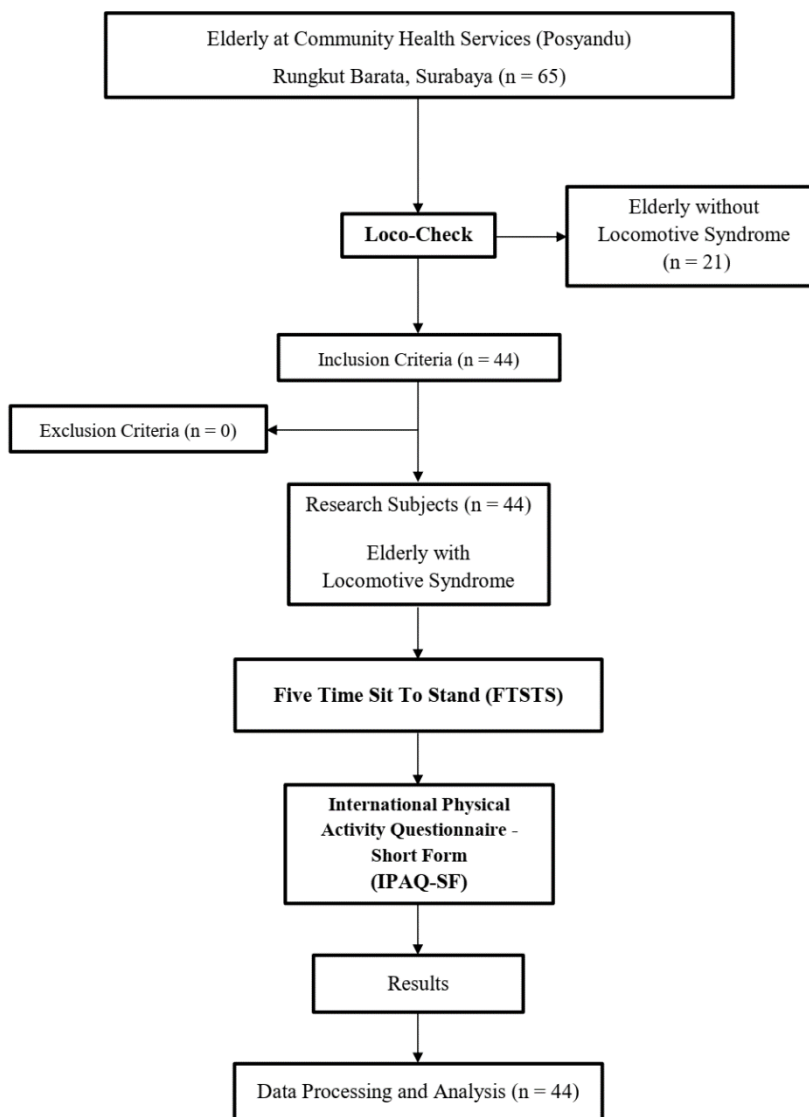 Elderly at Community Health Services (Posyandu)
Rungkut Barata, Surabaya (n = 65)
Loco-Check
Elderly without
Locomotive Syndrome
(n = 21)
Inclusion Criteria (n = 44)
Exclusion Criteria (n = 0)
Research Subjects (n = 44)
Elderly with
Locomotive Syndrome
Five Time Sit To Stand (FTSTS)
International Physical
Activity Questionnaire -
Short Form
(IPAQ-SF)
Results
Data Processing and Analysis (n = 44)